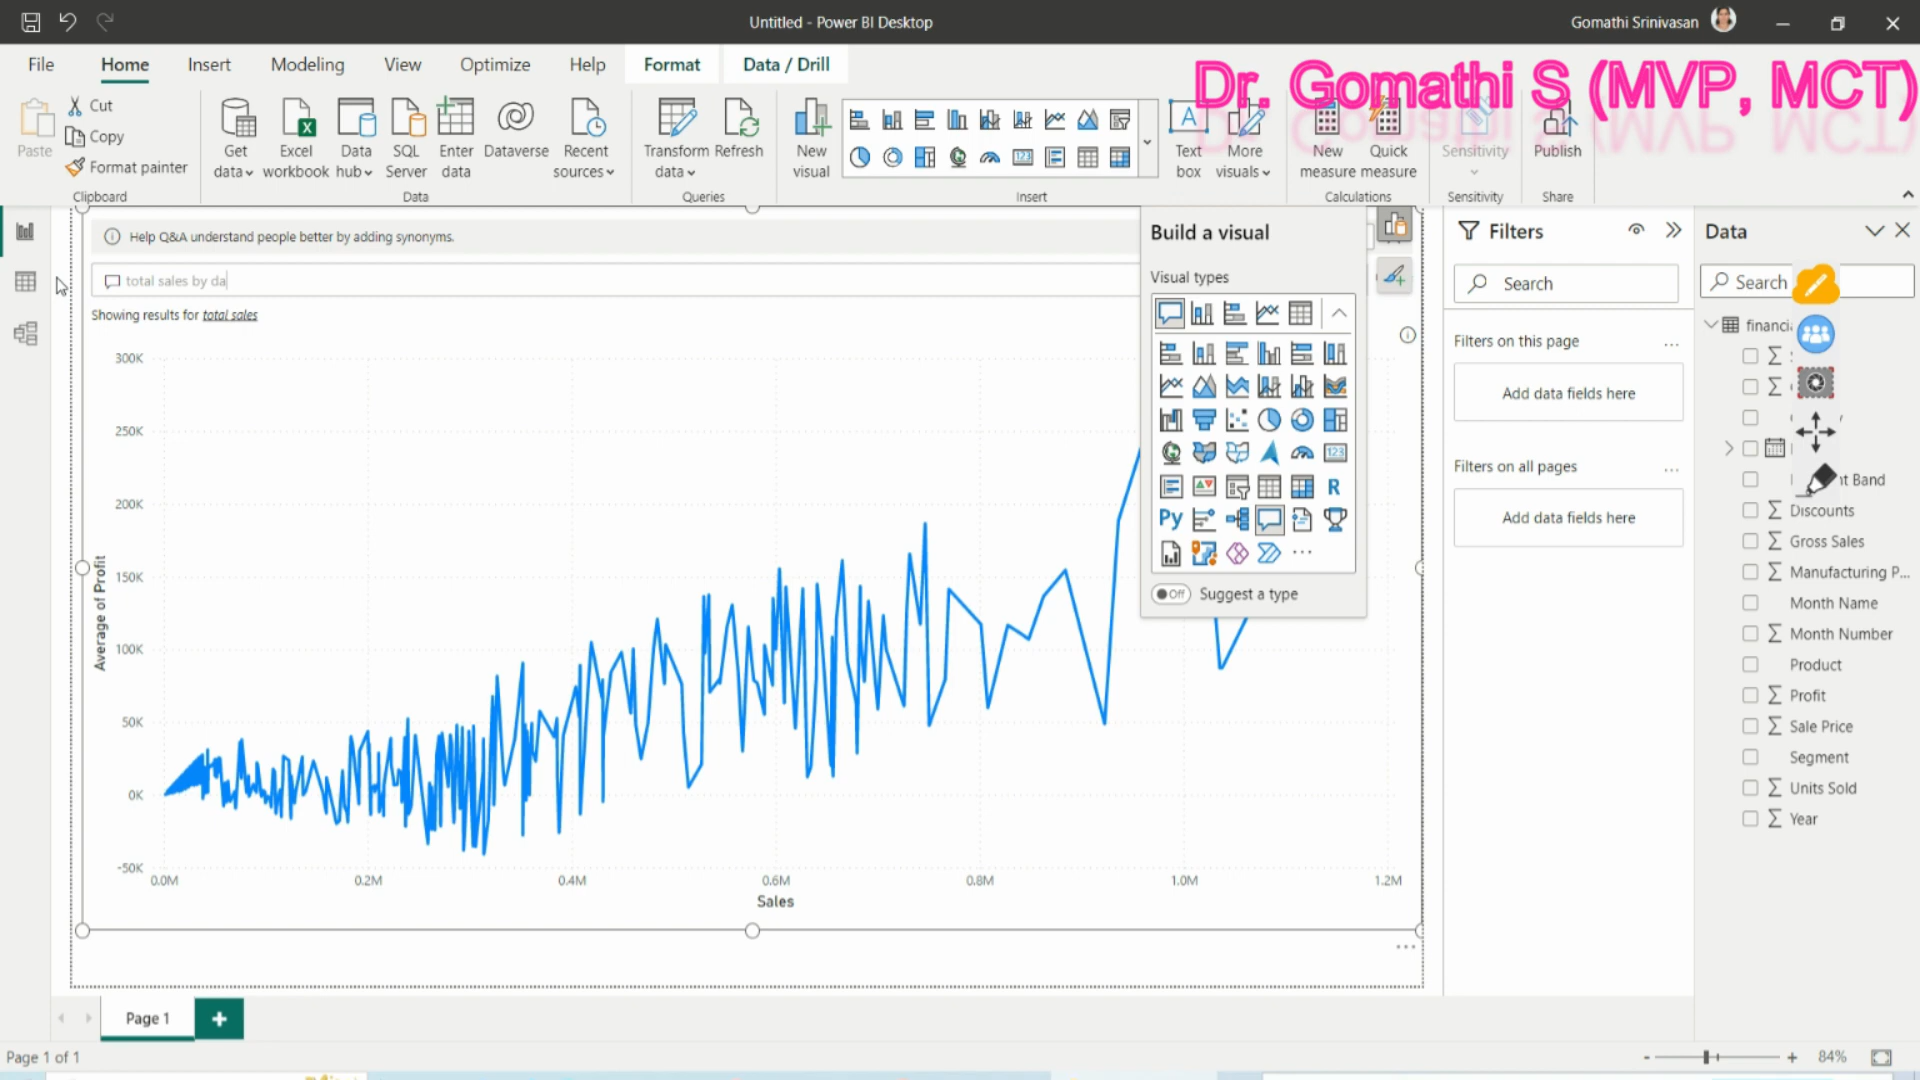 Untitled - Power BI Desktop
Gomathi Srinivasan
File
Home
Insert
Modeling
View
Optimize
Help
Format
Data / Drill
Dr. Gomathi S (MVP, MCT)
Paste
Cut
Copy
Format painter
Clipboard
Get data
Excel workbook
Data hub
SQL Server
Enter data
Dataverse
Recent sources
Data
Transform data
Refresh
Queries
New visual
Text box
More visuals
Insert
New measure
Quick measure
Calculations
Sensitivity
Sensitivity
Publish
Share
Help Q&A understand people better by adding synonyms.
total sales by da
Showing results for total sales
300K
250K
200K
150K
100K
50K
0K
-50K
Average of Profit
0.0M
0.2M
0.4M
0.6M
0.8M
1.0M
1.2M
Sales
Build a visual
Visual types
123
R
Py
Off
Suggest a type
Filters
Search
Filters on this page
Add data fields here
Filters on all pages
Add data fields here
Data
Search
t Band
Discounts
Gross Sales
Manufacturing P...
Month Name
Month Number
Product
Profit
Sale Price
Segment
Units Sold
Year
Page 1
Page 1 of 1
84%